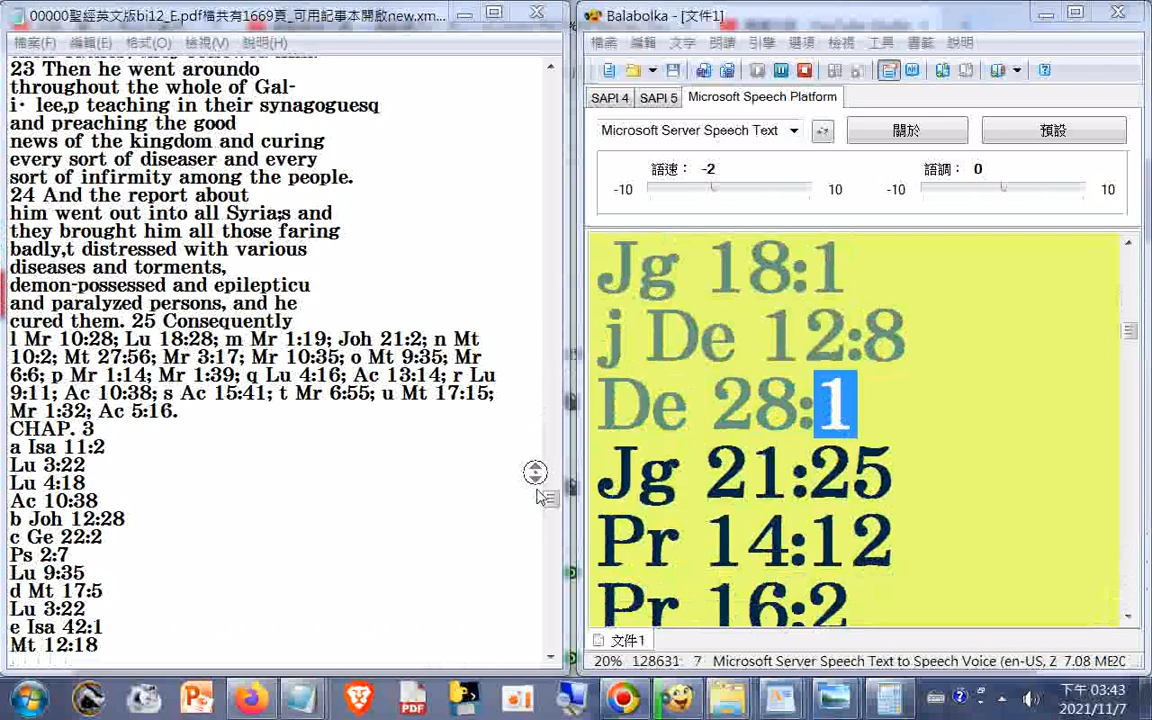 00000聖經英文版bi12_E.pdf檔共有1669頁_可用記事本開啟new.xm...
檔案(F) 編輯(E) 格式(O) 檢視(V) 說明(H)
23 Then he went aroundo
throughout the whole of Gal-
i· lee,p teaching in their synagoguesq
and preaching the good
news of the kingdom and curing
every sort of diseaser and every
sort of infirmity among the people.
24 And the report about
him went out into all Syria;s and
they brought him all those faring
badly,t distressed with various
diseases and torments,
demon-possessed and epilepticu
and paralyzed persons, and he
cured them. 25 Consequently
l Mr 10:28; Lu 18:28; m Mr 1:19; Joh 21:2; n Mt
10:2; Mt 27:56; Mr 3:17; Mr 10:35; o Mt 9:35; Mr
6:6; p Mr 1:14; Mr 1:39; q Lu 4:16; Ac 13:14; r Lu
9:11; Ac 10:38; s Ac 15:41; t Mr 6:55; u Mt 17:15;
Mr 1:32; Ac 5:16.
CHAP. 3
a Isa 11:2
Lu 3:22
Lu 4:18
Ac 10:38
b Joh 12:28
c Ge 22:2
Ps 2:7
Lu 9:35
d Mt 17:5
Lu 3:22
e Isa 42:1
Mt 12:18
Balabolka - [文件1]
檔案 編輯 文字 朗讀 引擎 選項 檢視 工具 書籤 說明
SAPI 4 SAPI 5 Microsoft Speech Platform
Microsoft Server Speech Text 關於 預設
語速： -2 語調： 0
-10 10 -10 10
Jg 18:1
j De 12:8
De 28:1
Jg 21:25
Pr 14:12
Pr 16:2
文件1
20% 128631: 7 Microsoft Server Speech Text to Speech Voice (en-US, Z 7.08 ME
PDF
下午 03:43
2021/11/7